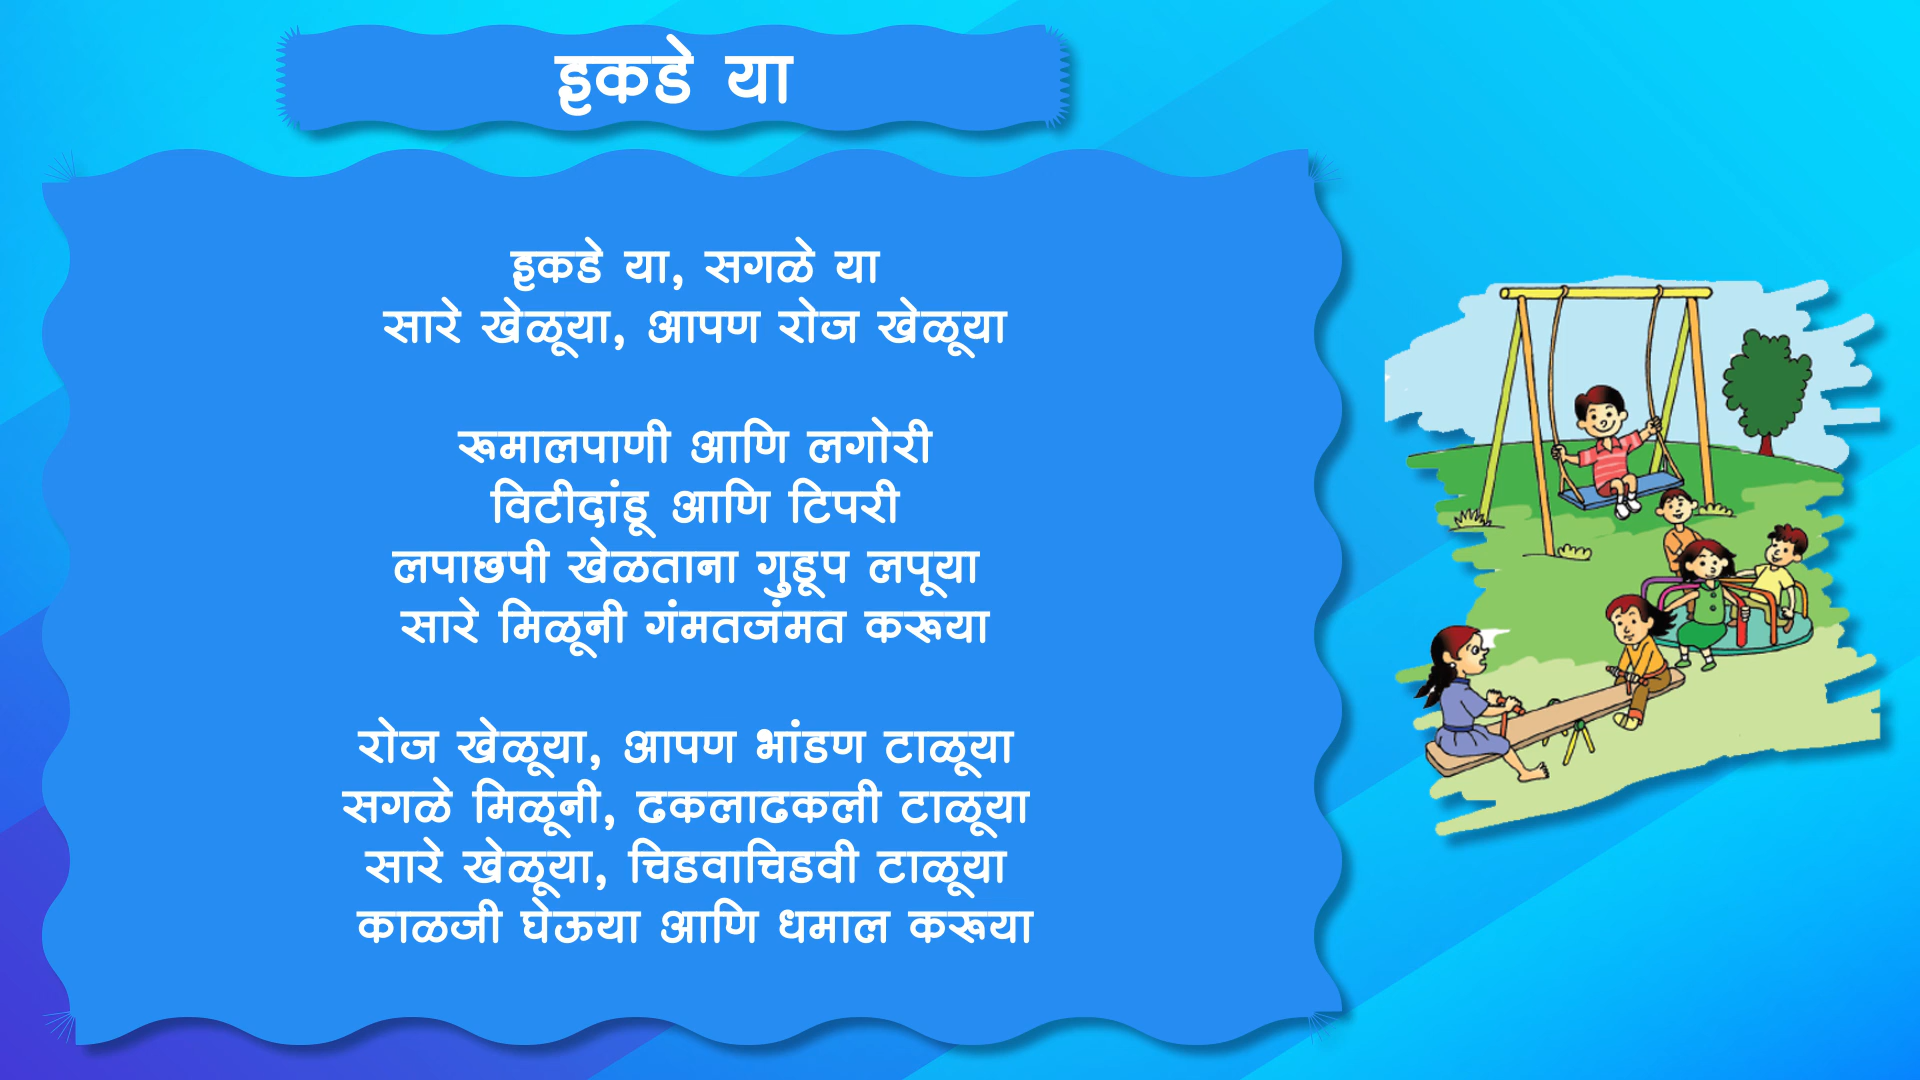 इकडे या
इकडे या, सगळे या
सारे खेळूया, आपण रोज खेळूया
रूमालपाणी आणि लगोरी
विटीदांडू आणि टिपरी
लपाछपी खेळताना गुडूप लपूया
सारे मिळूनी गंमतजंमत करूया
रोज खेळूया, आपण भांडण टाळूया
सगळे मिळूनी, ढकलाढकली टाळूया
सारे खेळूया, चिडवाचिडवी टाळूया
काळजी घेऊया आणि धमाल करूया